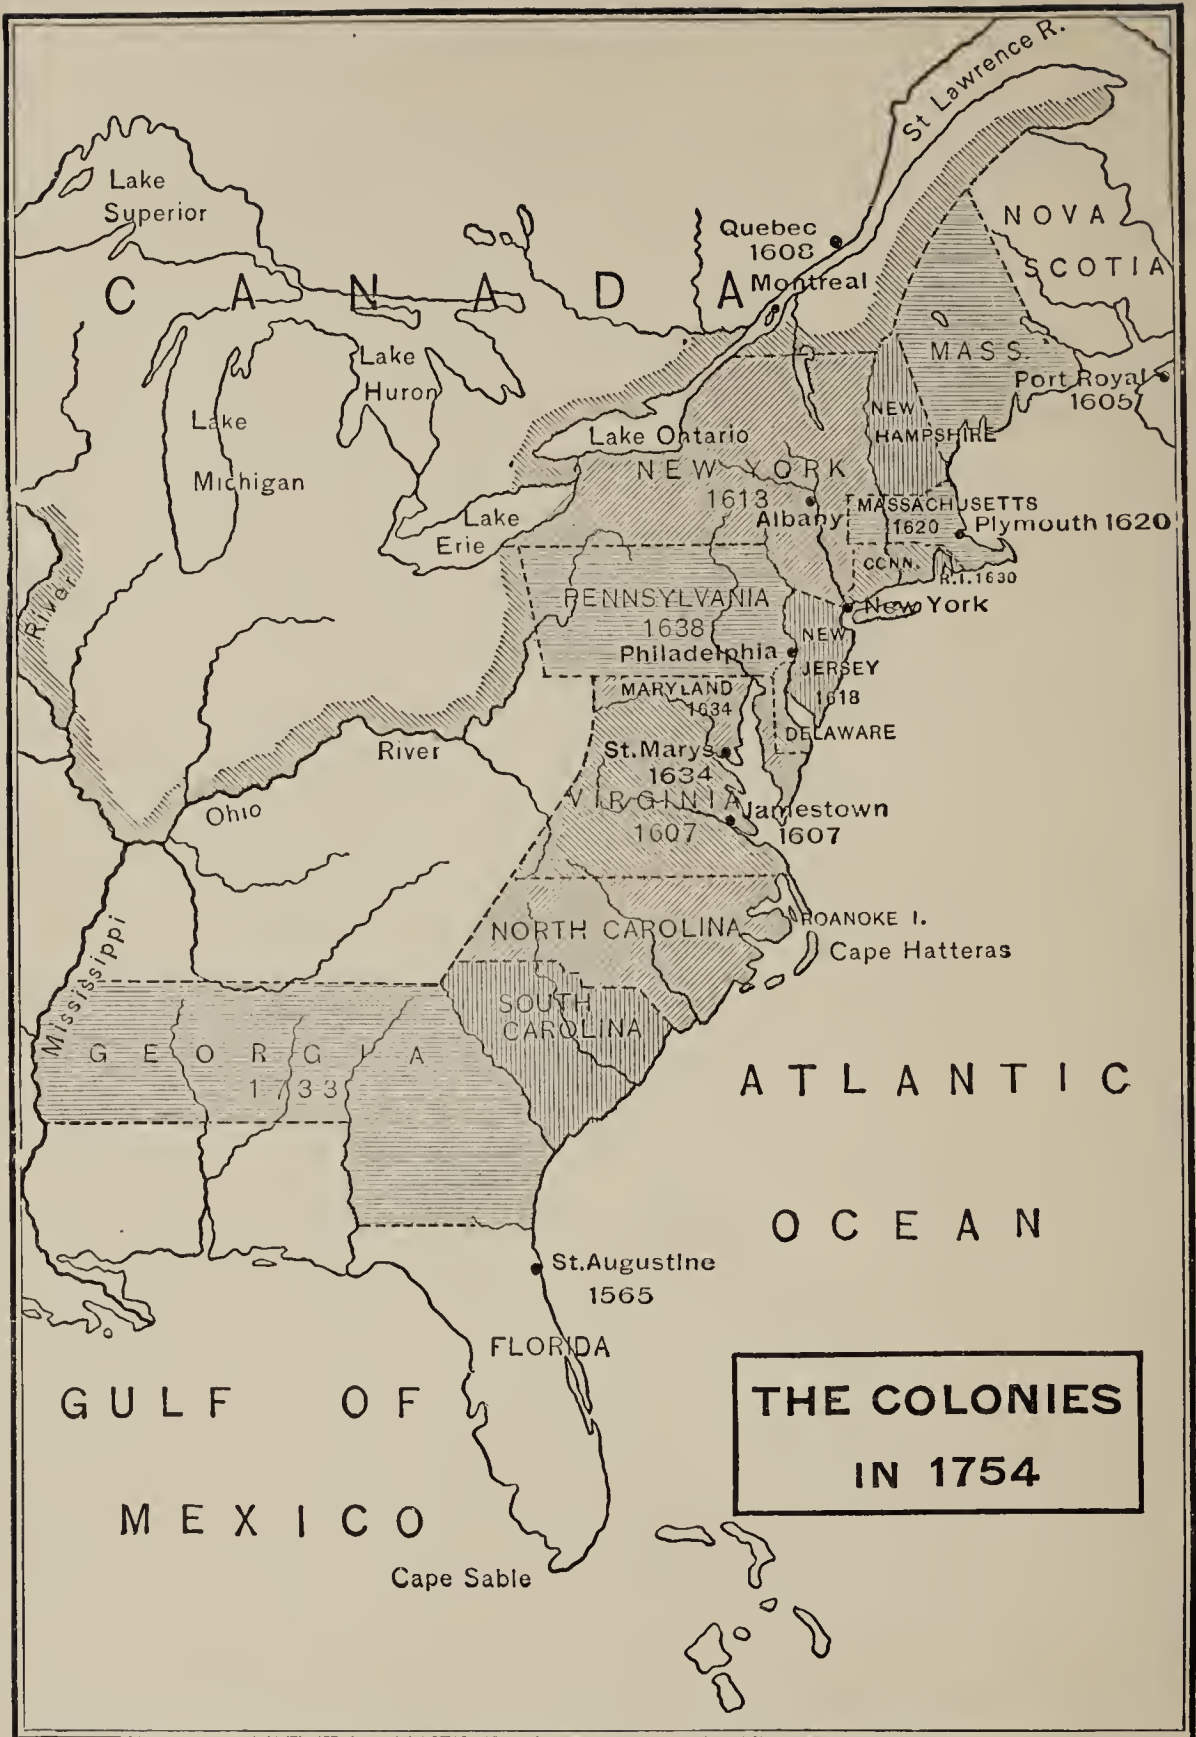 St Lawrence R.
Lake
Superior
NOVA
SCOTIA
Quebec
1608
CANADA
Montreal
Lake
Huron
MASS.
Port Royal
1605
Lake
Michigan
NEW
HAMPSHIRE
Lake Ontario
NEW YORK
1613
Albany
MASSACHUSETTS
1620
Plymouth 1620
Lake
Erie
CONN.
R.I. 1630
River
PENNSYLVANIA
1638
New York
Philadelphia
NEW
JERSEY
1618
MARYLAND
1634
DELAWARE
River
St. Marys
1634
Ohio
VIRGINIA
1607
Jamestown
1607
Mississippi
NORTH CAROLINA
ROANOKE I.
Cape Hatteras
SOUTH
CAROLINA
GEORGIA
1733
ATLANTIC
OCEAN
St. Augustine
1565
FLORIDA
GULF OF
MEXICO
THE COLONIES
IN 1754
Cape Sable